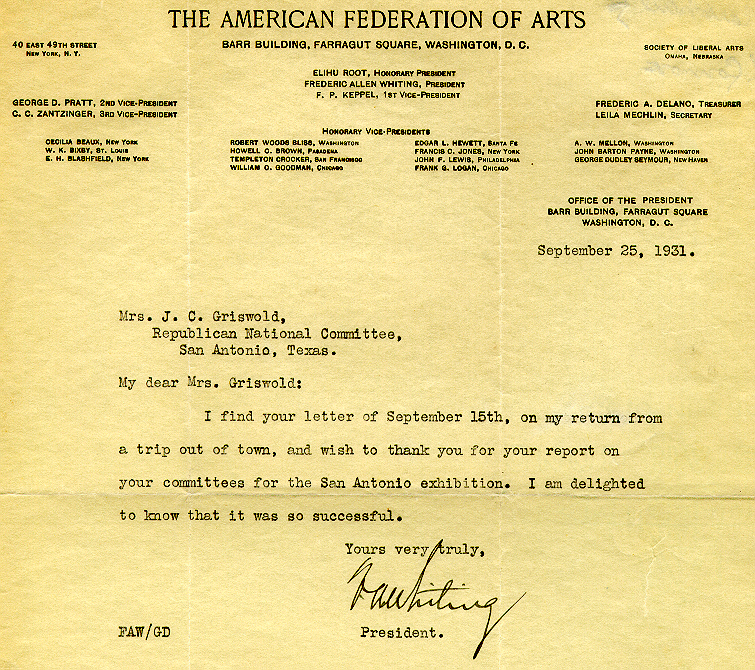 THE AMERICAN FEDERATION OF ARTS
40 EAST 49TH STREET
NEW YORK, N. Y.
BARR BUILDING, FARRAGUT SQUARE, WASHINGTON, D. C.
SOCIETY OF LIBERAL ARTS
OMAHA, NEBRASKA
ELIHU ROOT, HONORARY PRESIDENT
FREDERIC ALLEN WHITING, PRESIDENT
F. P. KEPPEL, 1ST VICE-PRESIDENT
GEORGE D. PRATT, 2ND VICE-PRESIDENT
C. C. ZANTZINGER, 3RD VICE-PRESIDENT
FREDERIC A. DELANO, TREASURER
LEILA MECHLIN, SECRETARY
HONORARY VICE-PRESIDENTS
CECILIA BEAUX, NEW YORK
W. K. BIXBY, ST. LOUIS
E. H. BLASHFIELD, NEW YORK
ROBERT WOODS BLISS, WASHINGTON
HOWELL C. BROWN, PASADENA
TEMPLETON CROCKER, SAN FRANCISCO
WILLIAM O. GOODMAN, CHICAGO
EDGAR L. HEWETT, SANTA FE
FRANCIS C. JONES, NEW YORK
JOHN F. LEWIS, PHILADELPHIA
FRANK G. LOGAN, CHICAGO
A. W. MELLON, WASHINGTON
JOHN BARTON PAYNE, WASHINGTON
GEORGE DUDLEY SEYMOUR, NEW HAVEN
OFFICE OF THE PRESIDENT
BARR BUILDING, FARRAGUT SQUARE
WASHINGTON, D. C.
September 25, 1931.
Mrs. J. C. Griswold,
Republican National Committee,
San Antonio, Texas.
My dear Mrs. Griswold:
I find your letter of September 15th, on my return from
a trip out of town, and wish to thank you for your report on
your committees for the San Antonio exhibition. I am delighted
to know that it was so successful.
Yours very truly,
FAWhiting
FAW/GD
President.